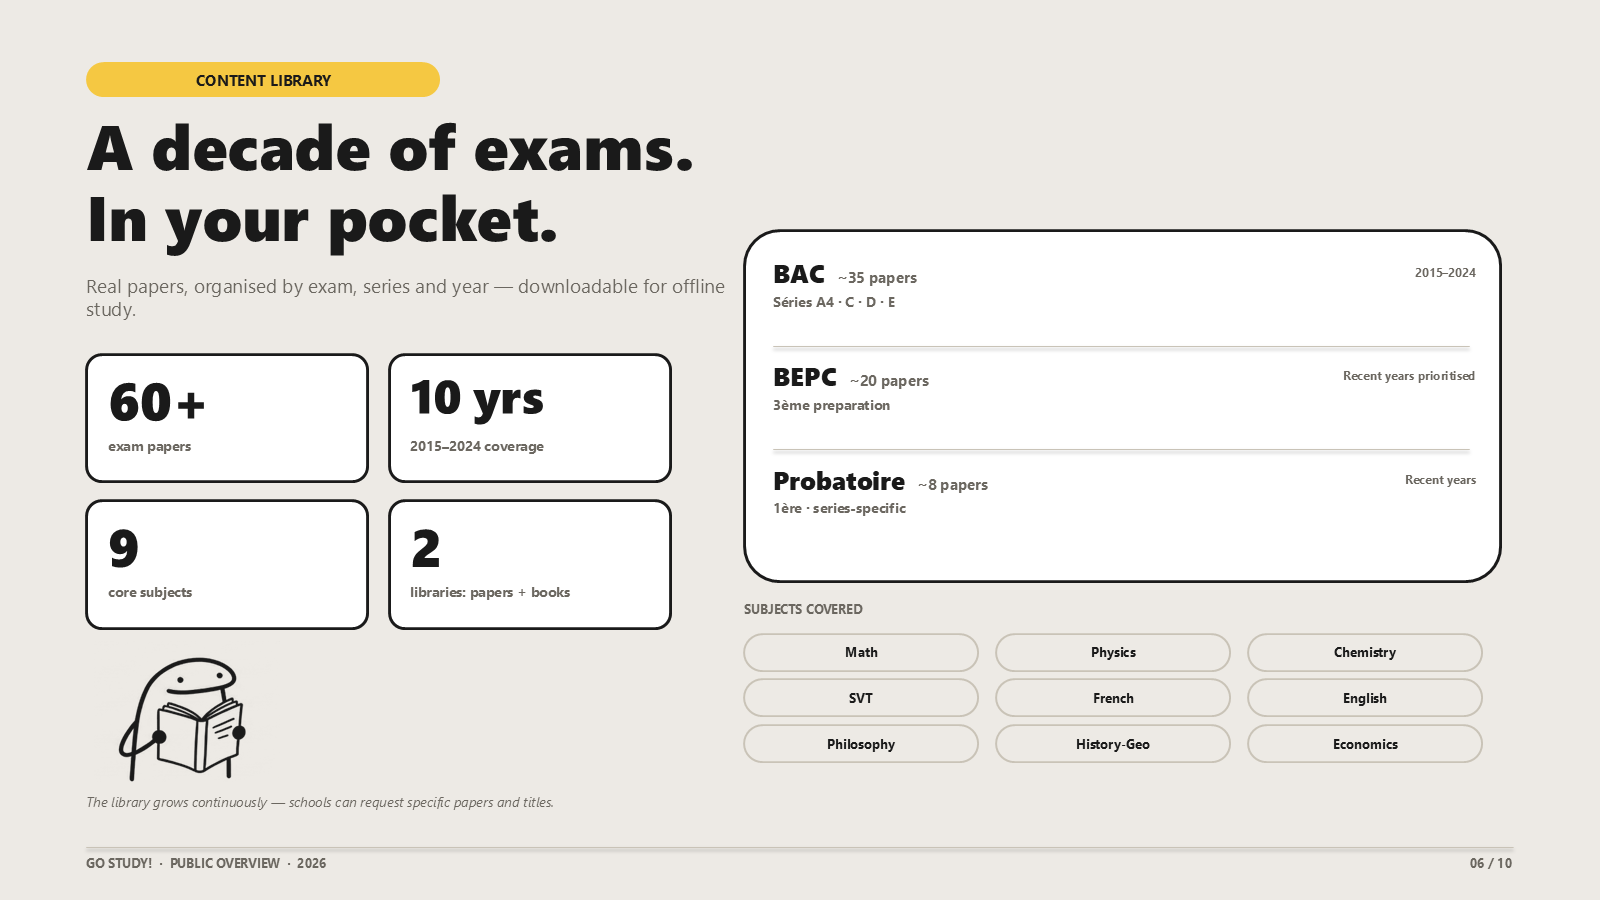 CONTENT LIBRARY
A decade of exams.
In your pocket.
Real papers, organised by exam, series and year — downloadable for offline
study.
60+
exam papers
10 yrs
2015–2024 coverage
9
core subjects
2
libraries: papers + books
The library grows continuously — schools can request specific papers and titles.
BAC ~35 papers
2015–2024
Séries A4 · C · D · E
BEPC ~20 papers
Recent years prioritised
3ème preparation
Probatoire ~8 papers
Recent years
1ère · series-specific
SUBJECTS COVERED
Math
Physics
Chemistry
SVT
French
English
Philosophy
History-Geo
Economics
GO STUDY! · PUBLIC OVERVIEW · 2026
06 / 10